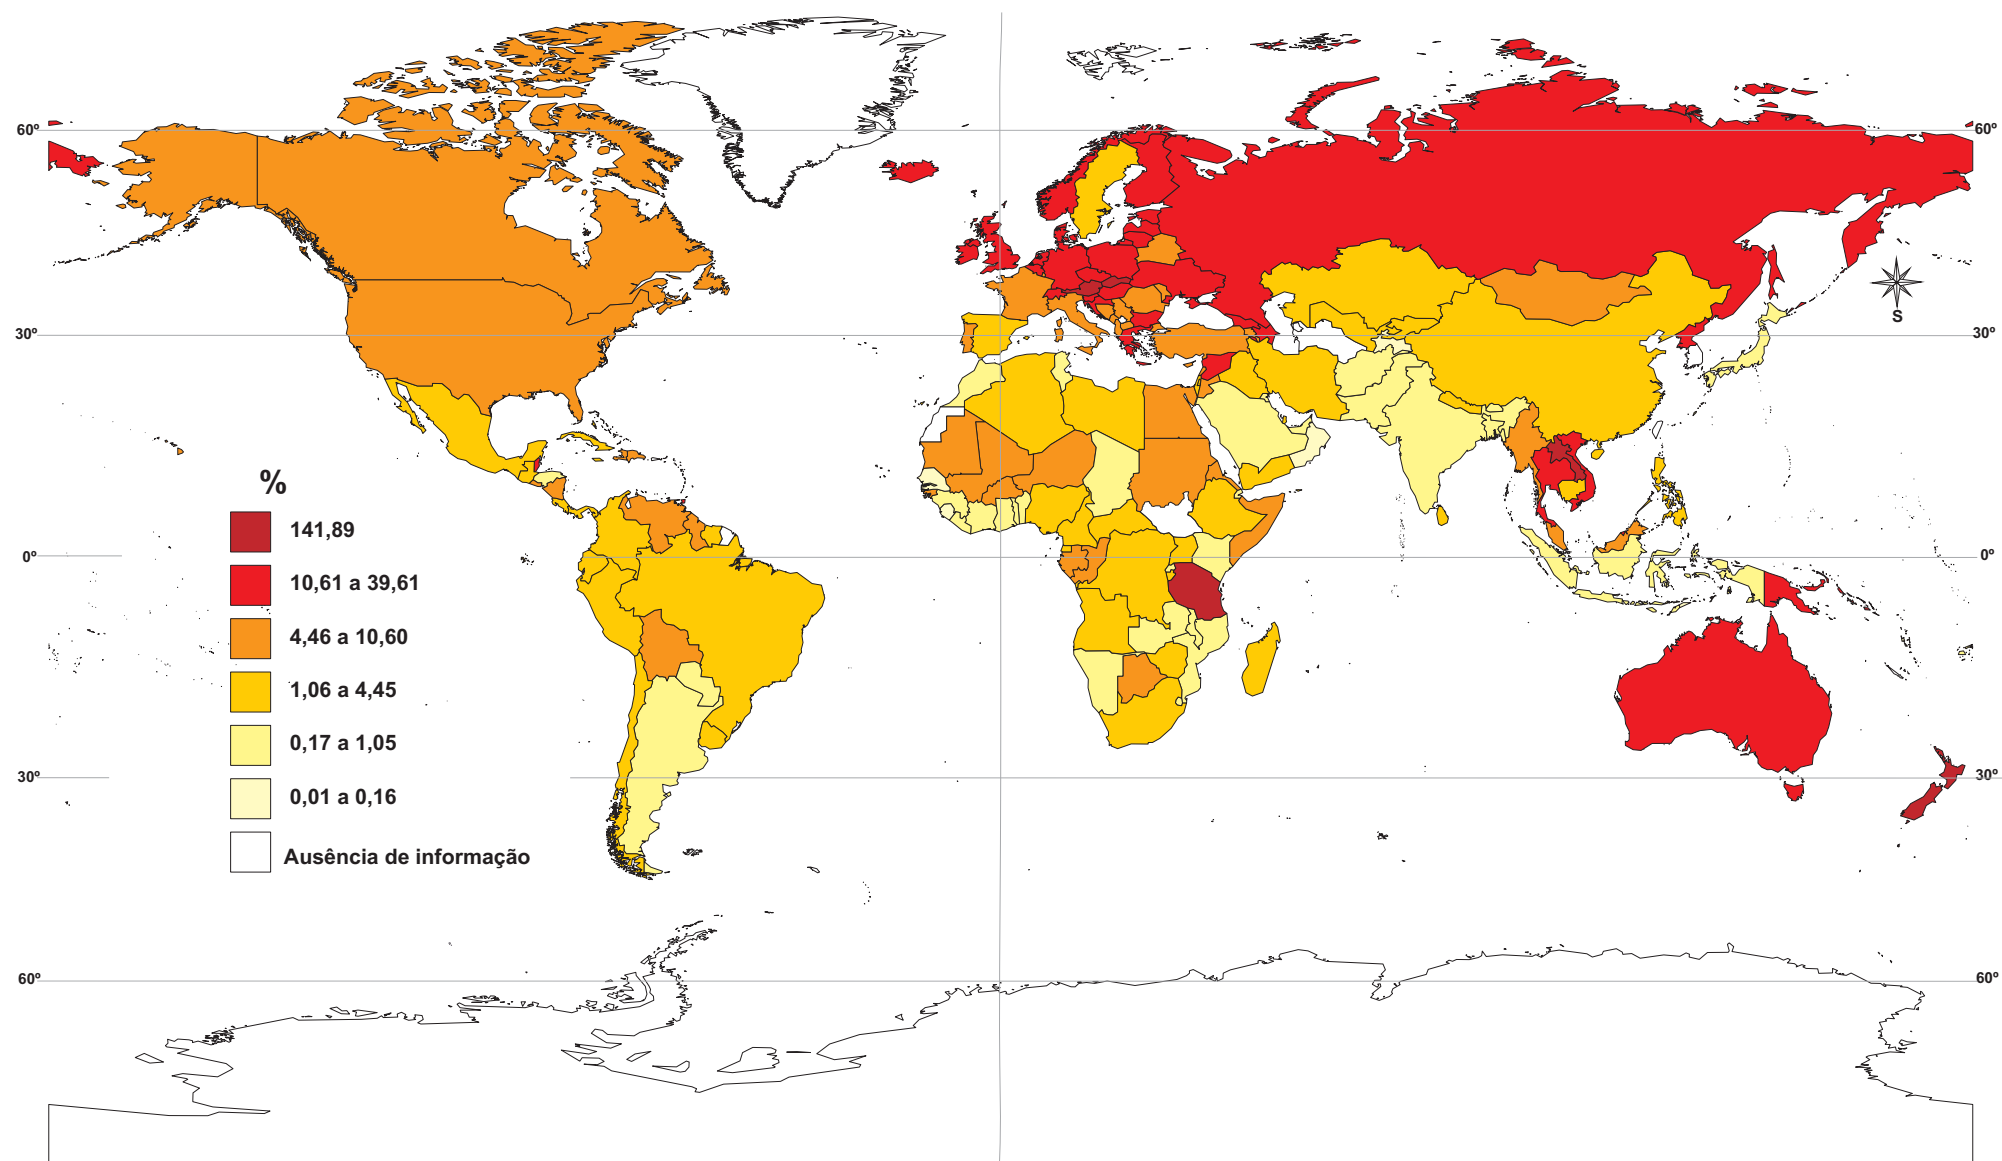 60º
60º
S
30º
30º
%
141,89
0º
0º
10,61 a 39,61
4,46 a 10,60
1,06 a 4,45
0,17 a 1,05
30º
30º
0,01 a 0,16
Ausência de informação
60º
60º